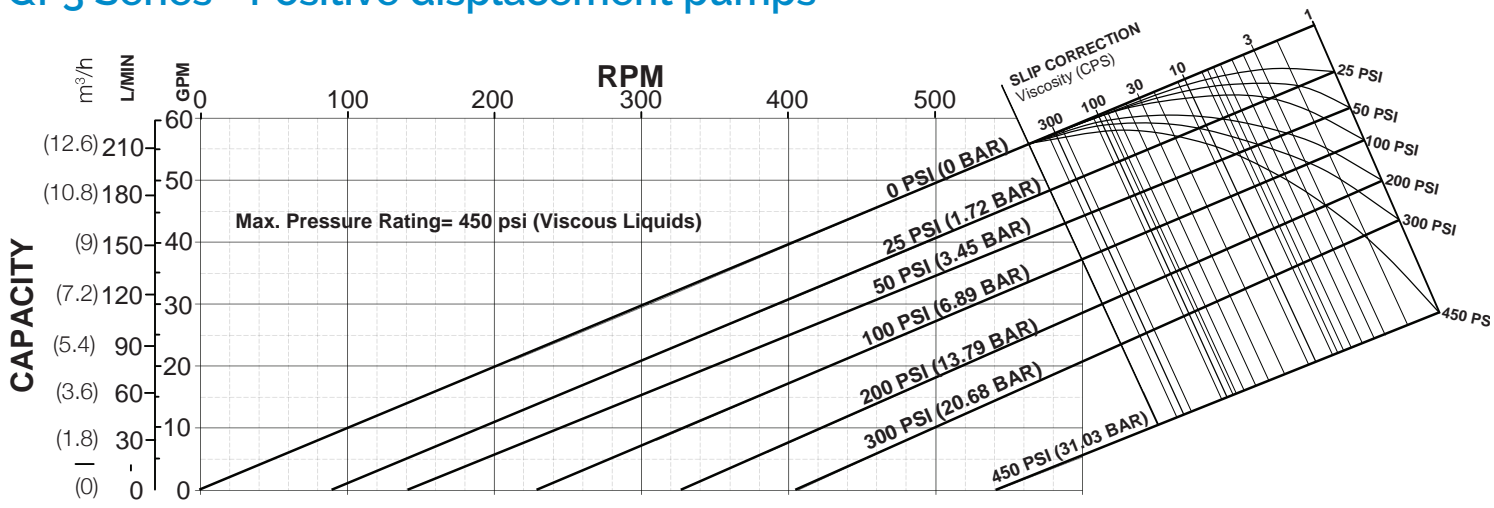 Series - Positive displacement pumps
m³/h
L/MIN
GPM
RPM
0 100 200 300 400 500
SLIP CORRECTION
Viscosity (CPS)
300 100 30 10 3 1
CAPACITY
(12.6) 210
(10.8) 180
(9) 150
(7.2) 120
(5.4) 90
(3.6) 60
(1.8) 30
(0) 0
60
50
40
30
20
10
0
Max. Pressure Rating= 450 psi (Viscous Liquids)
0 PSI (0 BAR)
25 PSI (1.72 BAR)
50 PSI (3.45 BAR)
100 PSI (6.89 BAR)
200 PSI (13.79 BAR)
300 PSI (20.68 BAR)
450 PSI (31.03 BAR)
25 PSI
50 PSI
100 PSI
200 PSI
300 PSI
450 PS